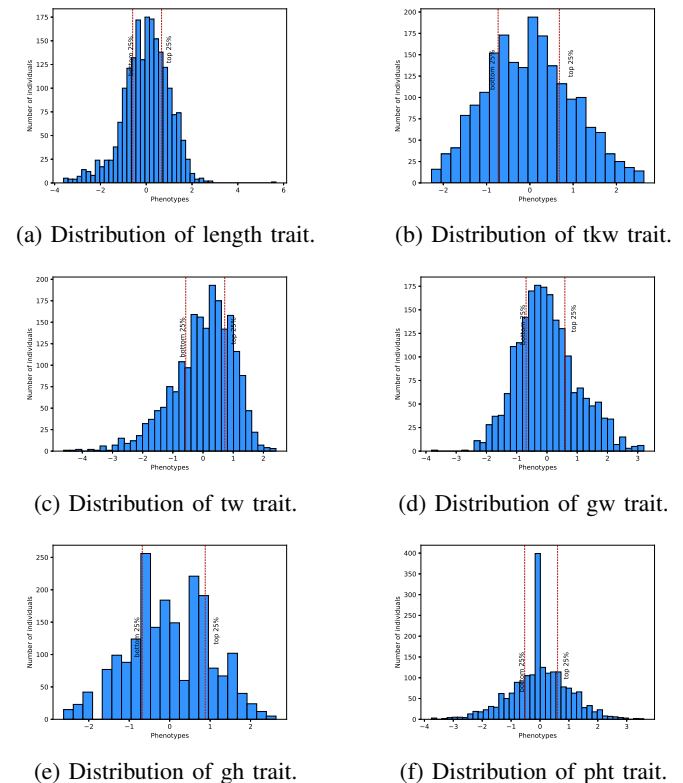 175
150
125
100
75
50
25
0
Number of individuals
bottom 25%
top 25%
−4 −2 0 2 4 6
Phenotypes
(a) Distribution of length trait.
200
175
150
125
100
75
50
25
0
Number of individuals
bottom 25%
top 25%
−2 −1 0 1 2
Phenotypes
(b) Distribution of tkw trait.
200
175
150
125
100
75
50
25
0
Number of individuals
bottom 25%
top 25%
−4 −3 −2 −1 0 1 2
Phenotypes
(c) Distribution of tw trait.
175
150
125
100
75
50
25
0
Number of individuals
bottom 25%
top 25%
−4 −3 −2 −1 0 1 2 3
Phenotypes
(d) Distribution of gw trait.
250
200
150
100
50
0
Number of individuals
bottom 25%
top 25%
−2 −1 0 1 2
Phenotypes
(e) Distribution of gh trait.
400
350
300
250
200
150
100
50
0
Number of individuals
bottom 25%
top 25%
−3 −2 −1 0 1 2 3
Phenotypes
(f) Distribution of pht trait.